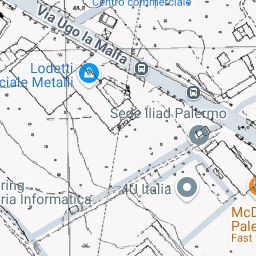 Centro commerciale
Via Ugo la Malfa
Lodetti
ciale Metalli
Sede Iliad Palermo
4U Italia
ring
ria Informatica
McD
Pale
Fast